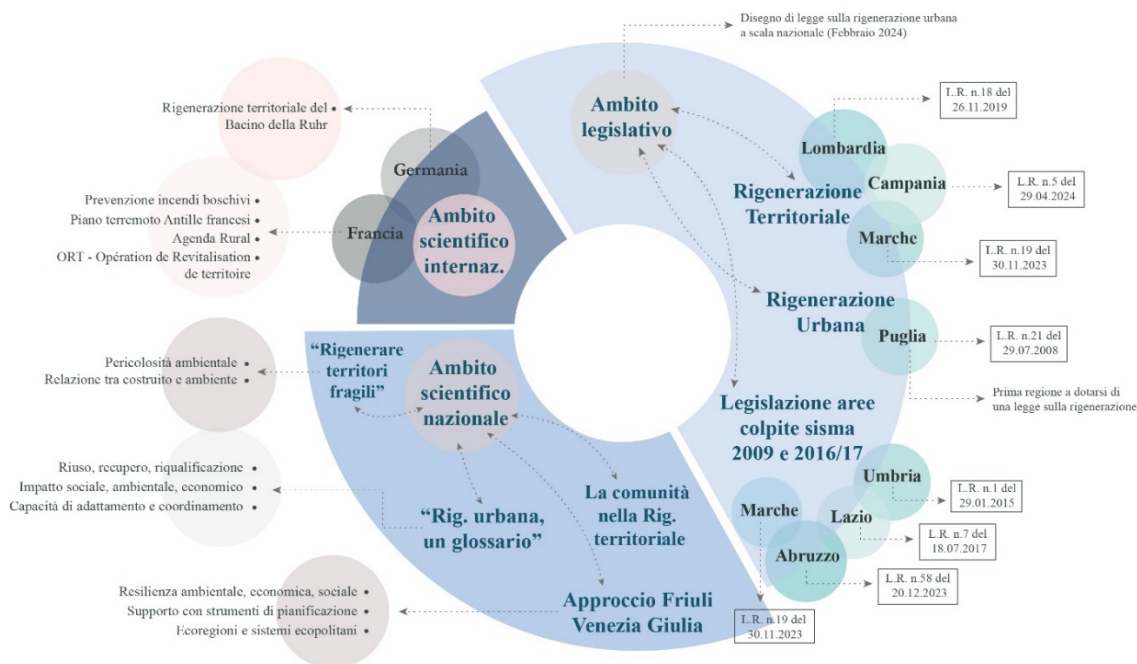 Disegno di legge sulla rigenerazione urbana
a scala nazionale (Febbraio 2024)
Ambito
legislativo
Rigenerazione
Territoriale
Lombardia
L.R. n.18 del
26.11.2019
Campania
L.R. n.5 del
29.04.2024
Marche
L.R. n.19 del
30.11.2023
Rigenerazione
Urbana
Puglia
L.R. n.21 del
29.07.2008
Prima regione a dotarsi di
una legge sulla rigenerazione
Legislazione aree
colpite sisma
2009 e 2016/17
Umbria
L.R. n.1 del
29.01.2015
Lazio
L.R. n.7 del
18.07.2017
Abruzzo
L.R. n.58 del
20.12.2023
Marche
L.R. n.19 del
30.11.2023
Ambito
scientifico
internaz.
Germania
Rigenerazione territoriale del •
Bacino della Ruhr
Francia
Prevenzione incendi boschivi •
Piano terremoto Antille francesi •
Agenda Rural •
ORT - Opération de Revitalisation •
de territoire
Ambito
scientifico
nazionale
“Rigenerare
territori
fragili”
Pericolosità ambientale •
Relazione tra costruito e ambiente •
“Rig. urbana,
un glossario”
Riuso, recupero, riqualificazione •
Impatto sociale, ambientale, economico •
Capacità di adattamento e coordinamento •
La comunità
nella Rig.
territoriale
Approccio Friuli
Venezia Giulia
Resilienza ambientale, economica, sociale •
Supporto con strumenti di pianificazione •
Ecoregioni e sistemi ecopolitani •